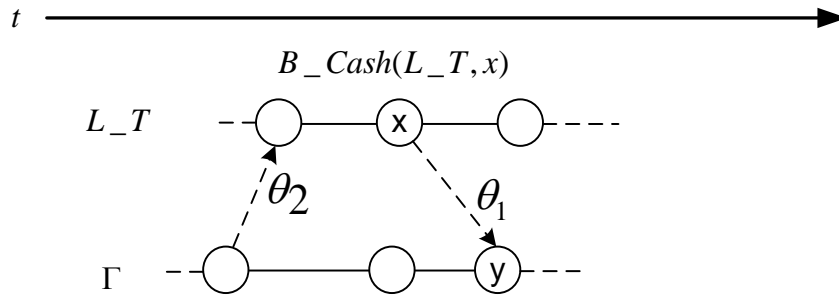 t
B_Cash(L_T, x)
L_T
x
θ2
θ1
Γ
y